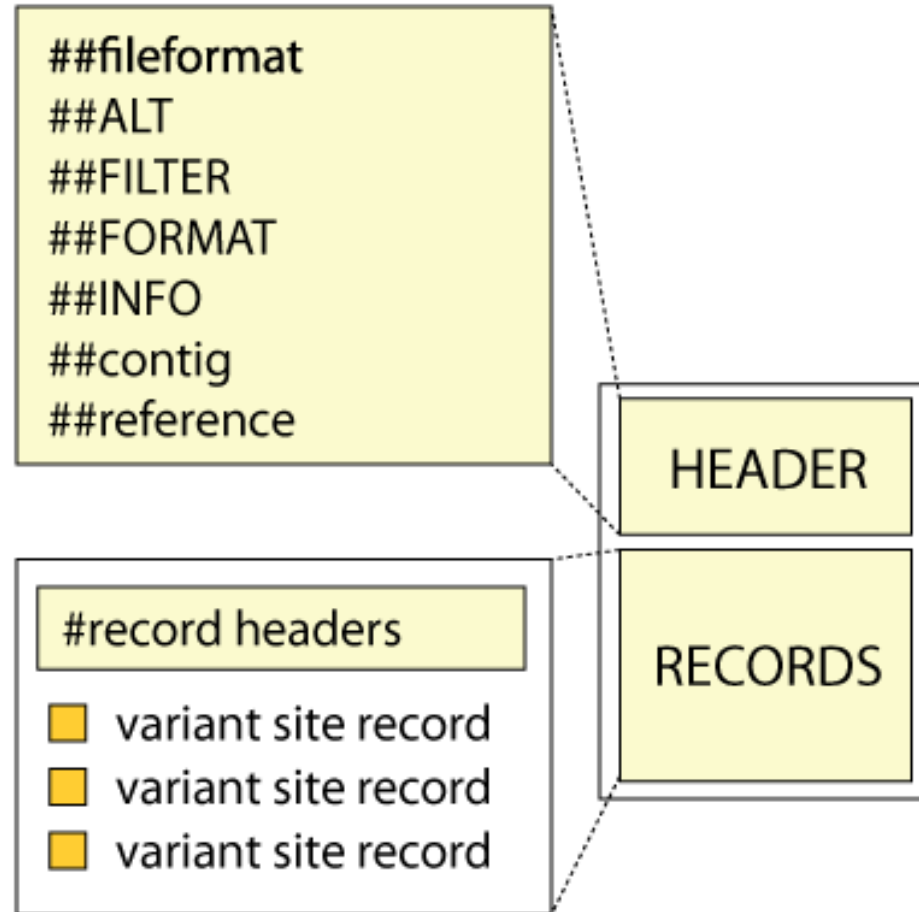 ##fileformat
##ALT
##FILTER
##FORMAT
##INFO
##contig
##reference
HEADER
#record headers
variant site record
variant site record
variant site record
RECORDS